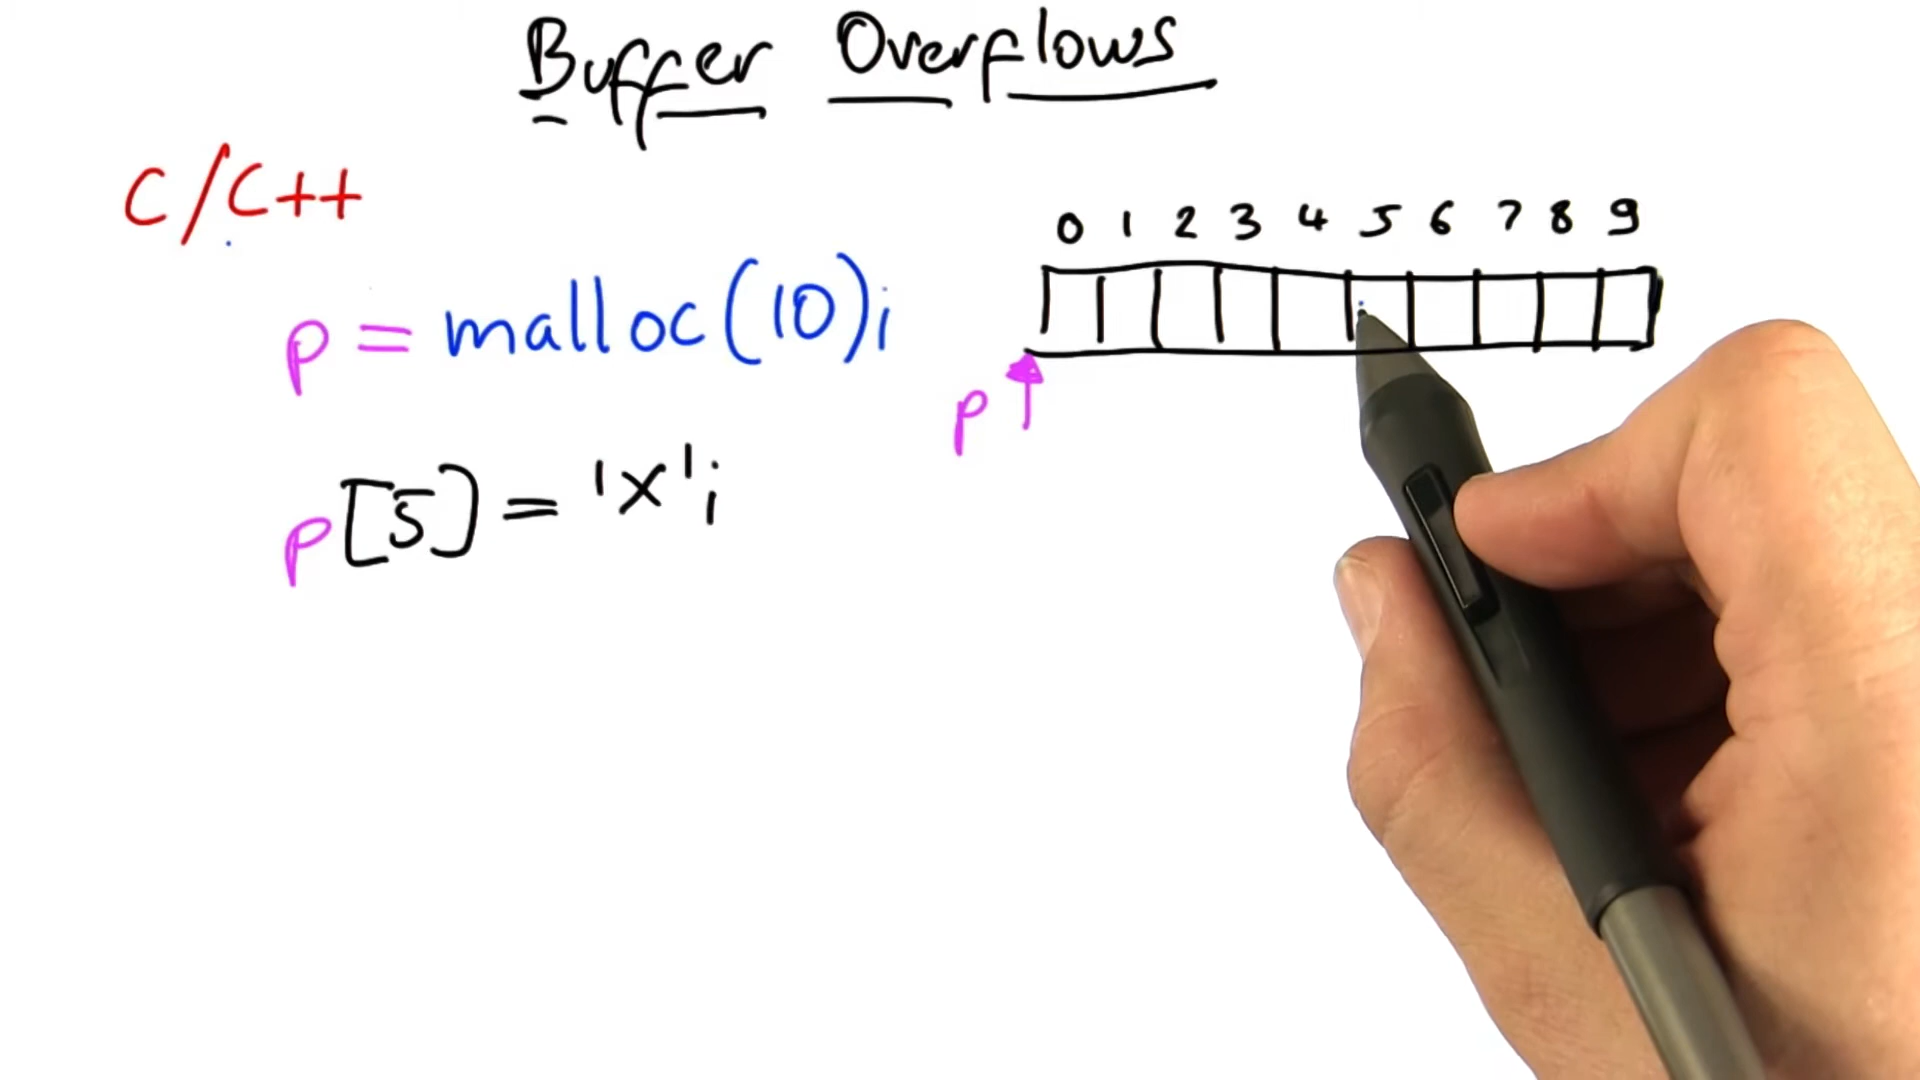 Buffer Overflows
C/C++
0 1 2 3 4 5 6 7 8 9
p = malloc(10);
p
p[5] = 'x';